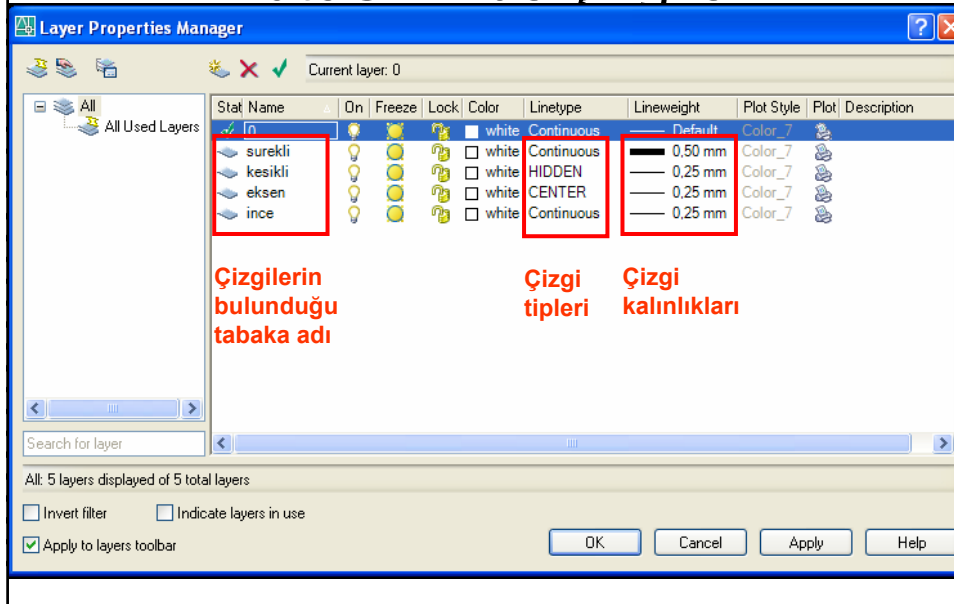 Layer Properties Manager
Current layer: 0
All
All Used Layers
Stat Name On Freeze Lock Color Linetype Lineweight Plot Style Plot Description
0 white Continuous Default Color_7
surekli white Continuous 0,50 mm Color_7
kesikli white HIDDEN 0,25 mm Color_7
eksen white CENTER 0,25 mm Color_7
ince white Continuous 0,25 mm Color_7
Çizgilerin bulunduğu tabaka adı
Çizgi tipleri
Çizgi kalınlıkları
Search for layer
All: 5 layers displayed of 5 total layers
Invert filter Indicate layers in use
Apply to layers toolbar
OK Cancel Apply Help